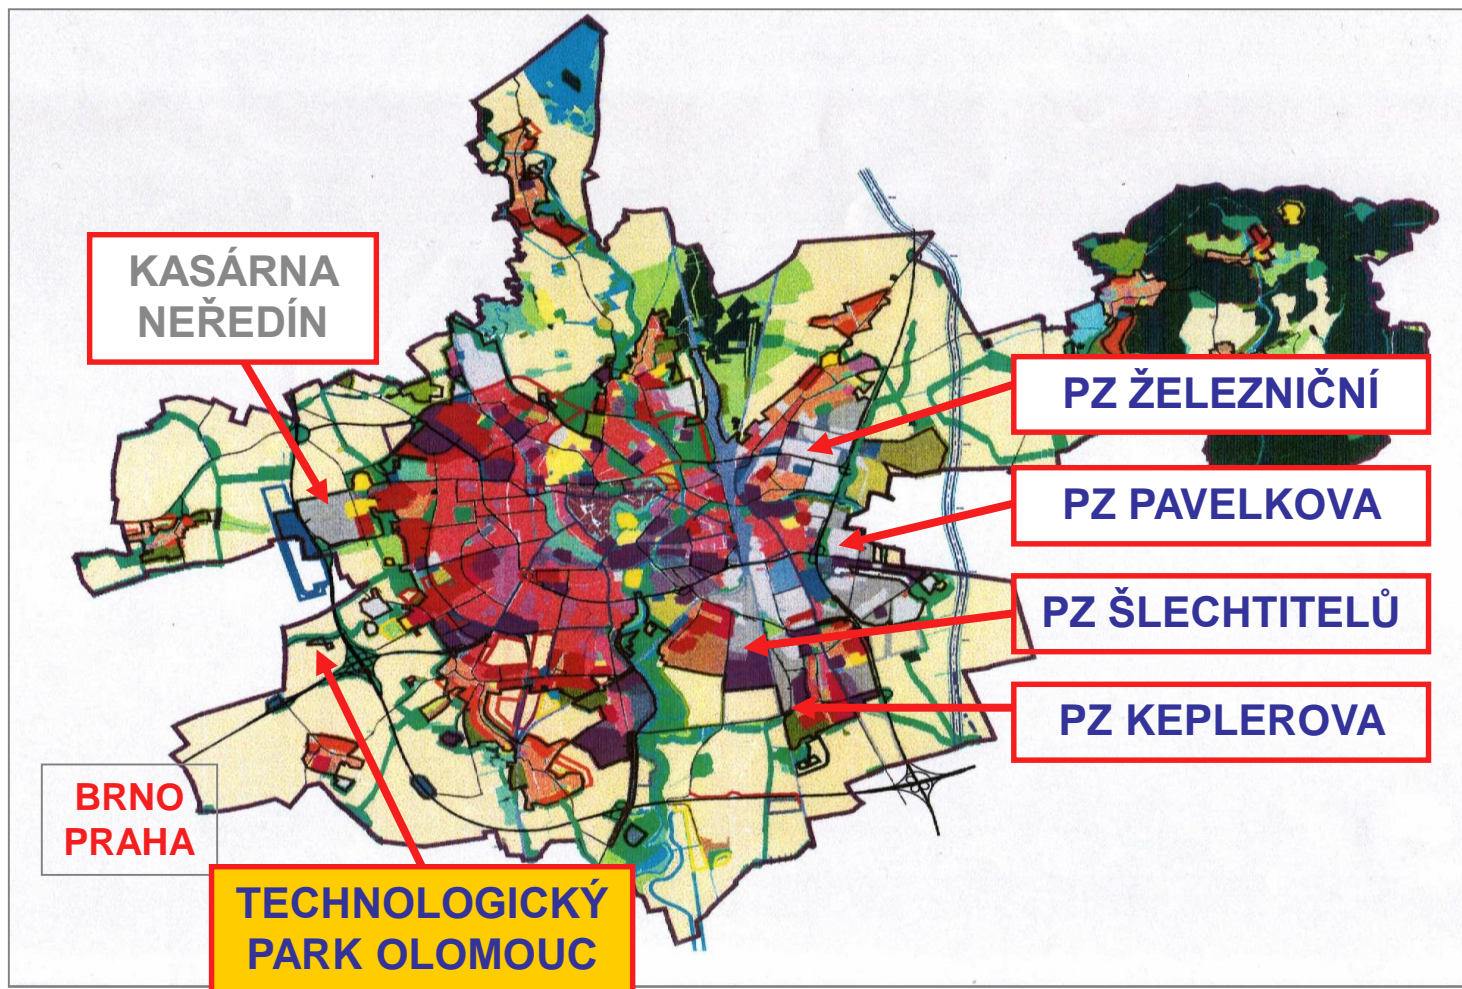 KASÁRNA
NEŘEDÍN
PZ ŽELEZNIČNÍ
PZ PAVELKOVA
PZ ŠLECHTITELŮ
PZ KEPLEROVA
BRNO
PRAHA
TECHNOLOGICKÝ
PARK OLOMOUC